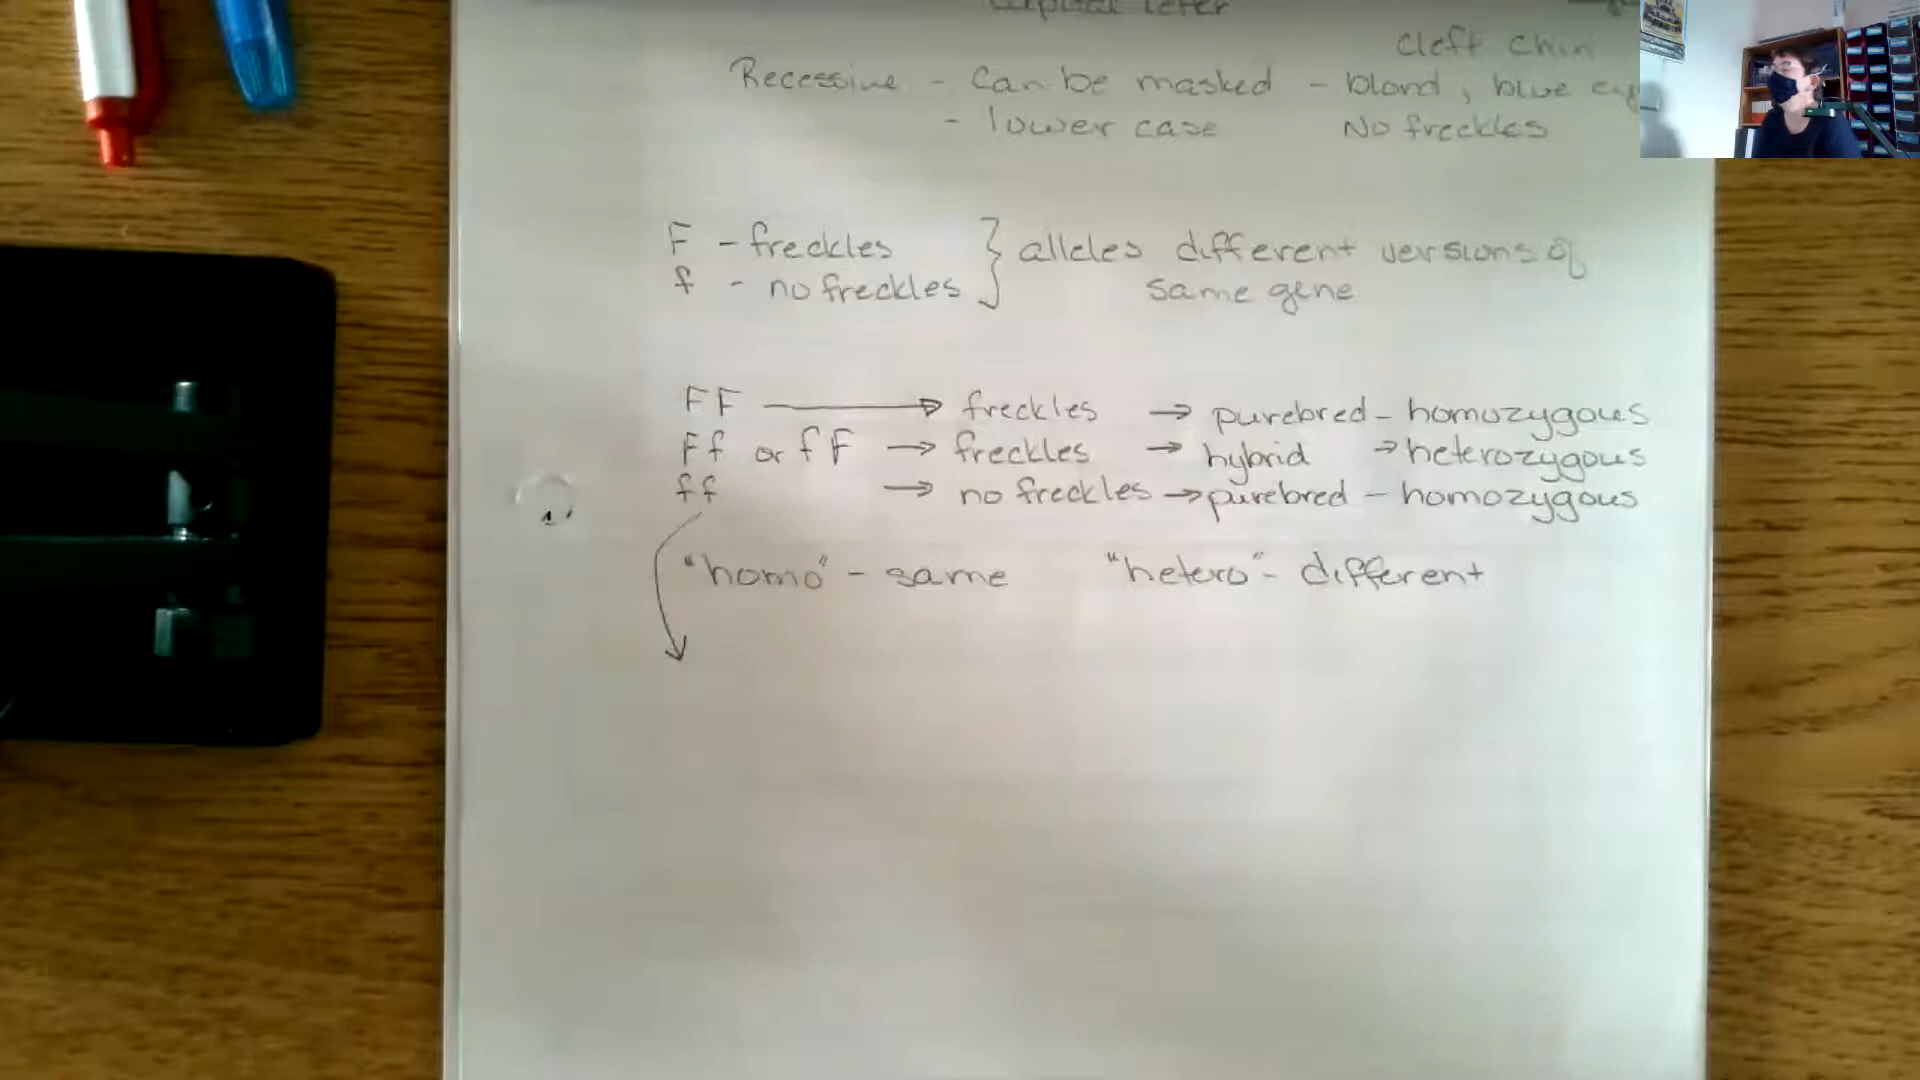 Capital letter
cleft chin
Recessive - can be masked - blond, blue
- lower case No freckles
F - freckles } alleles different versions of
f - no freckles same gene
FF → freckles → purebred - homozygous
Ff or fF → freckles → hybrid → heterozygous
ff → no freckles → purebred - homozygous
"homo" - same "hetero" - different